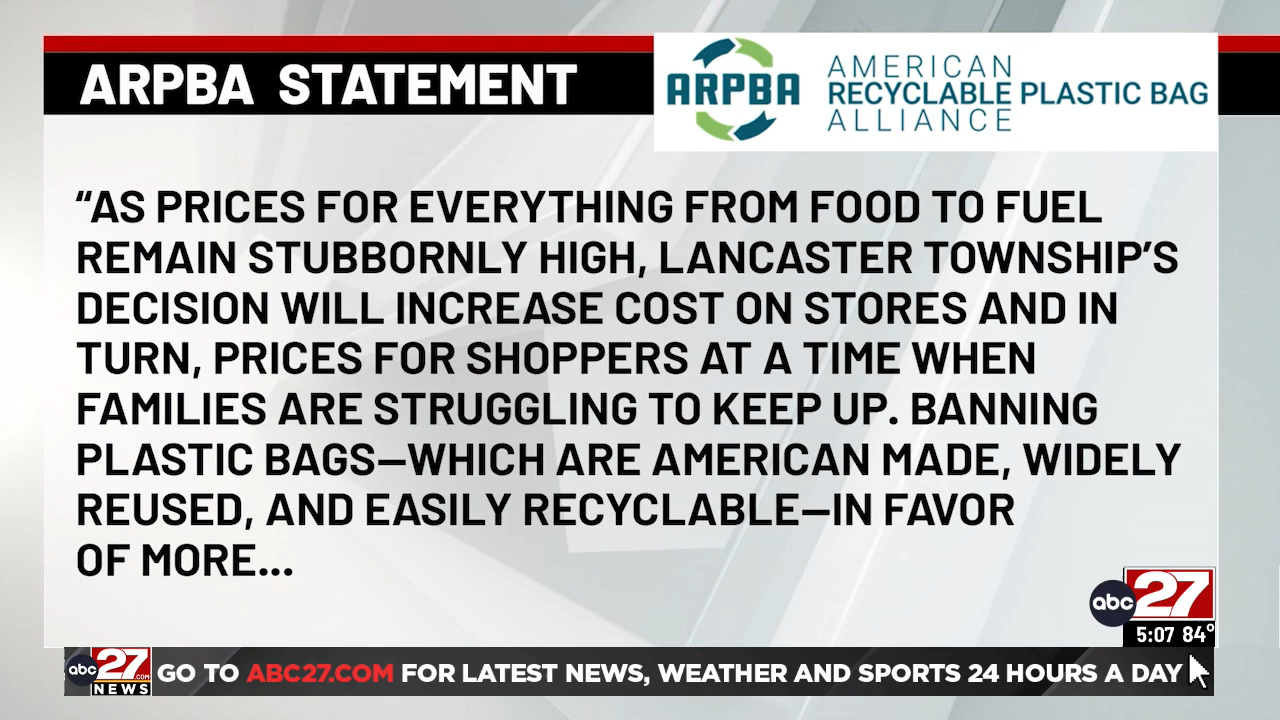 ARPBA STATEMENT
ARPBA
AMERICAN
RECYCLABLE PLASTIC BAG
ALLIANCE
“AS PRICES FOR EVERYTHING FROM FOOD TO FUEL
REMAIN STUBBORNLY HIGH, LANCASTER TOWNSHIP’S
DECISION WILL INCREASE COST ON STORES AND IN
TURN, PRICES FOR SHOPPERS AT A TIME WHEN
FAMILIES ARE STRUGGLING TO KEEP UP. BANNING
PLASTIC BAGS—WHICH ARE AMERICAN MADE, WIDELY
REUSED, AND EASILY RECYCLABLE—IN FAVOR
OF MORE...
abc 27
5:07 84°
abc 27 .COM
NEWS
GO TO ABC27.COM FOR LATEST NEWS, WEATHER AND SPORTS 24 HOURS A DAY